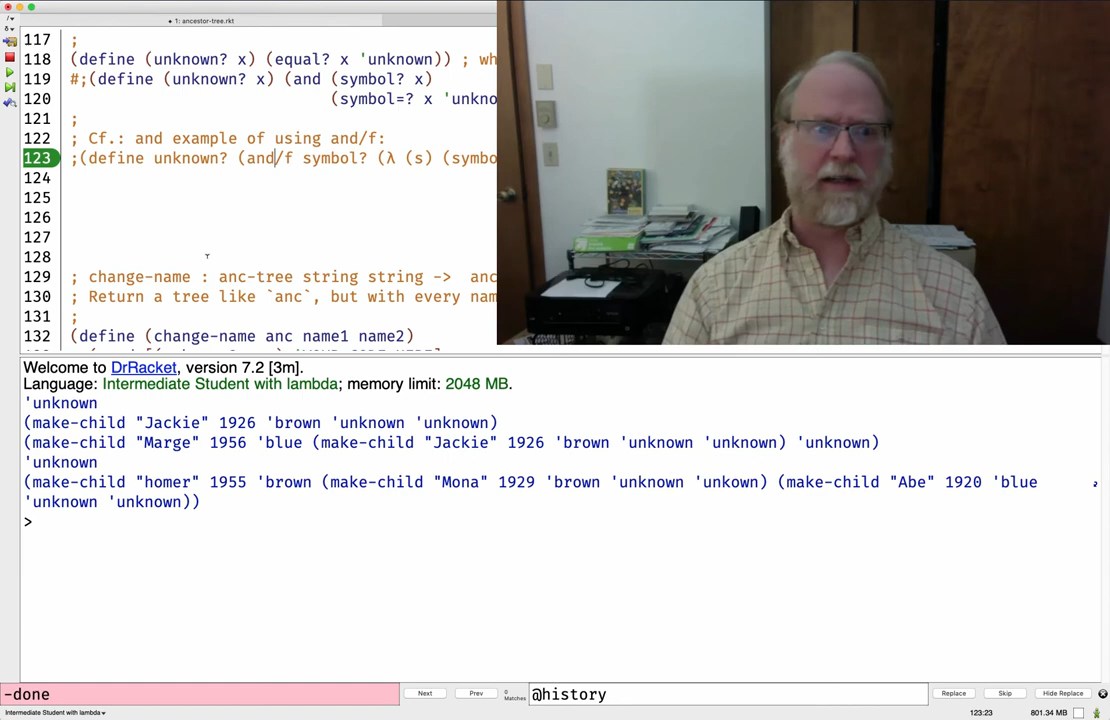 1: ancestor-tree.rkt
117 ;
118 (define (unknown? x) (equal? x 'unknown)) ; wh
119 #;(define (unknown? x) (and (symbol? x)
120 (symbol=? x 'unkno
121 ;
122 ; Cf.: and example of using and/f:
123 ;(define unknown? (and/f symbol? (λ (s) (symbo
124
125
126
127
128
129 ; change-name : anc-tree string string -> anc
130 ; Return a tree like `anc`, but with every nam
131 ;
132 (define (change-name anc name1 name2)
Welcome to DrRacket, version 7.2 [3m].
Language: Intermediate Student with lambda; memory limit: 2048 MB.
'unknown
(make-child "Jackie" 1926 'brown 'unknown 'unknown)
(make-child "Marge" 1956 'blue (make-child "Jackie" 1926 'brown 'unknown 'unknown) 'unknown)
'unknown
(make-child "homer" 1955 'brown (make-child "Mona" 1929 'brown 'unknown 'unkown) (make-child "Abe" 1920 'blue
'unknown 'unknown))
>
-done Next Prev 0 Matches @history Replace Skip Hide Replace
Intermediate Student with lambda 123:23 801.34 MB